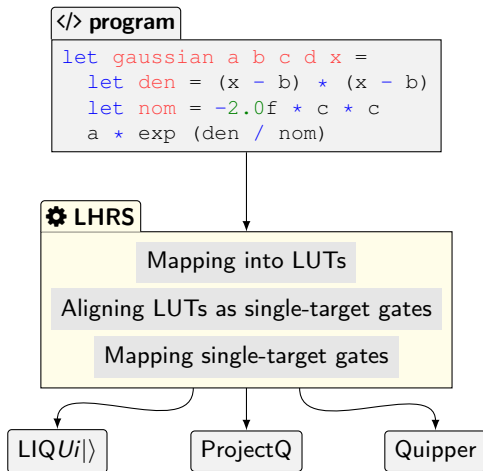 </> program
let gaussian a b c d x =
let den = (x - b) * (x - b)
let nom = -2.0f * c * c
a * exp (den / nom)
LHRS
Mapping into LUTs
Aligning LUTs as single-target gates
Mapping single-target gates
LIQUi|⟩ ProjectQ Quipper